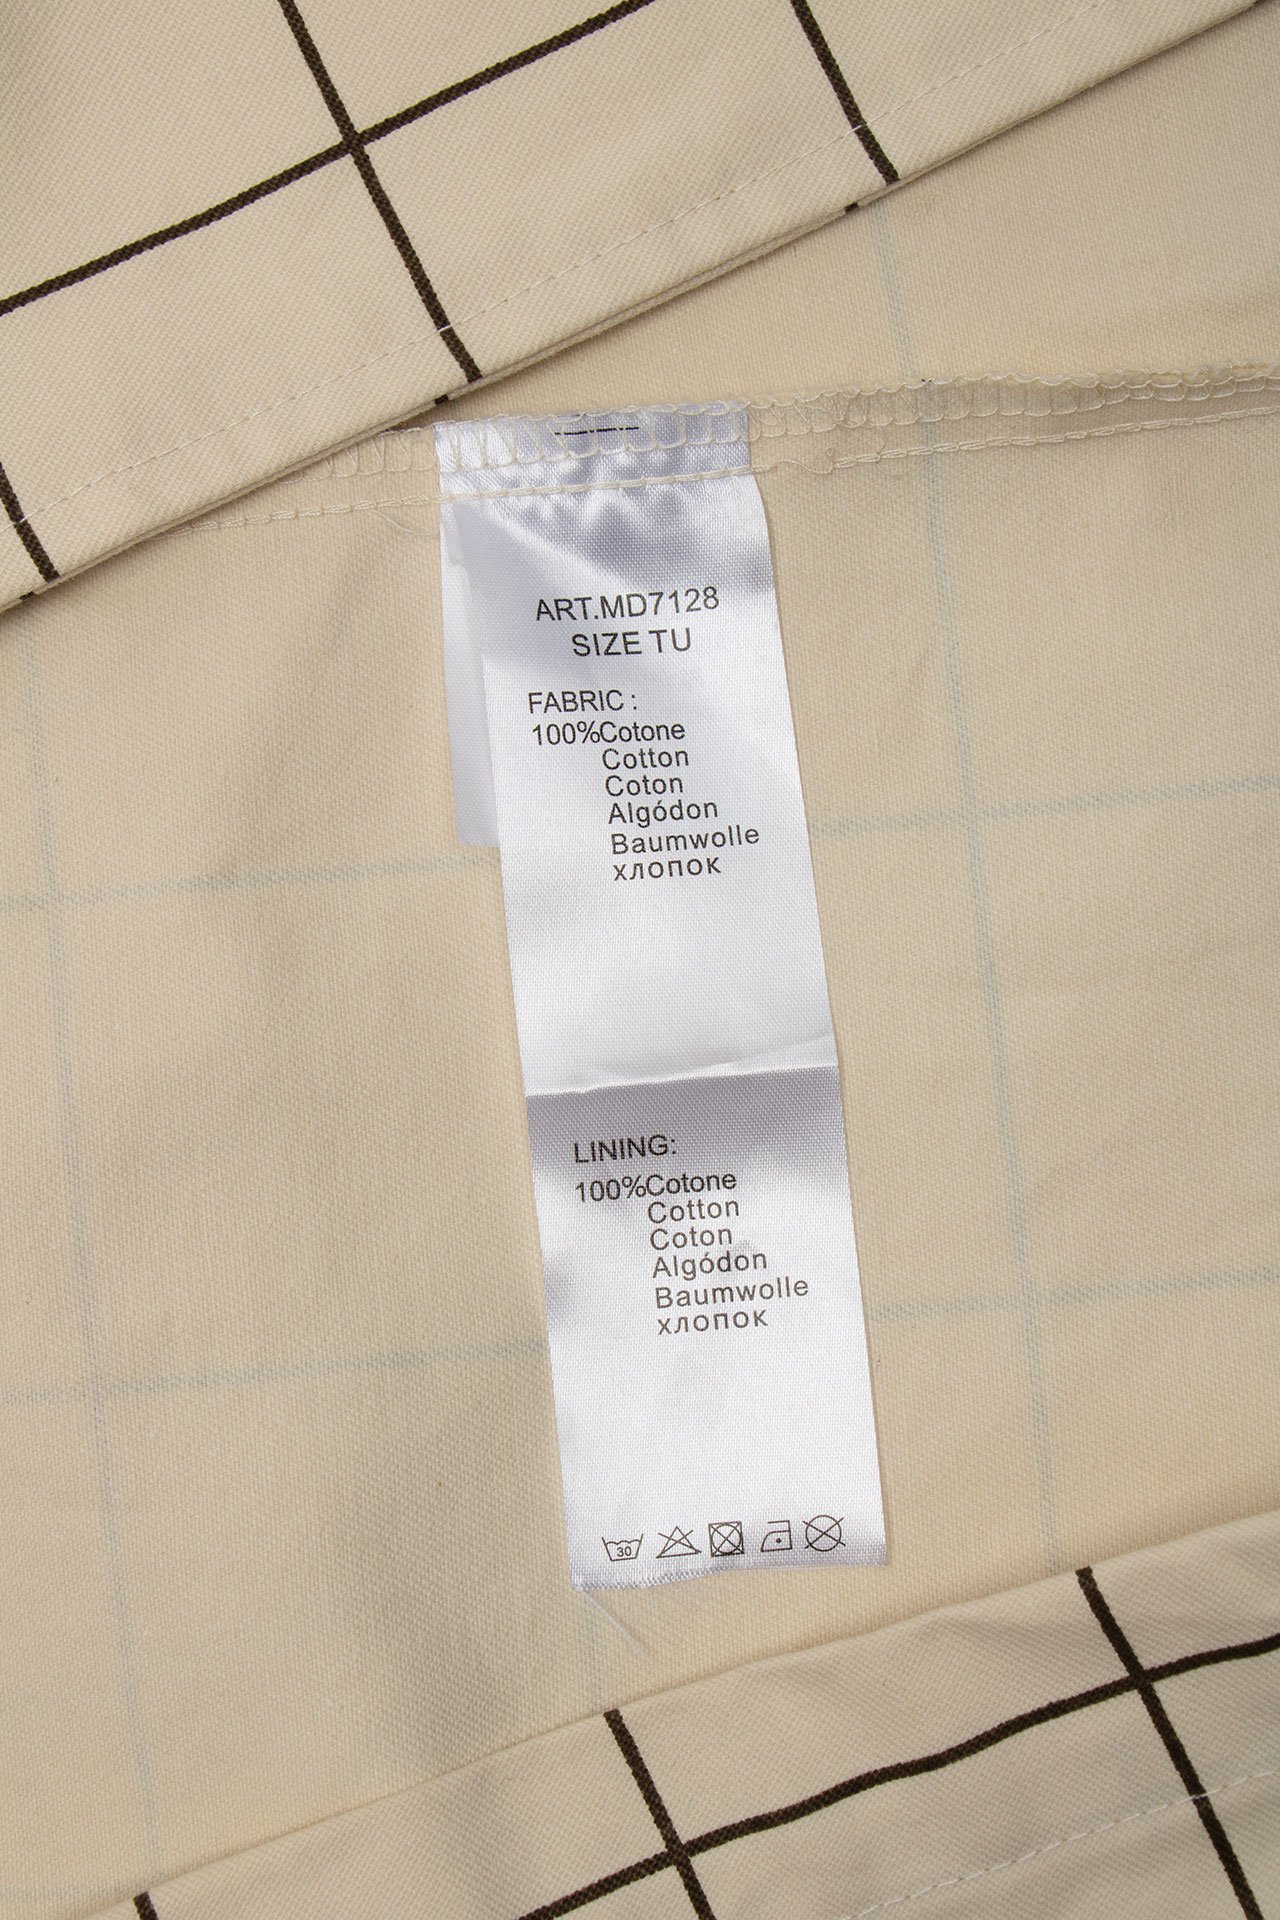 ART.MD7128
SIZE TU
FABRIC :
100%Cotone
Cotton
Coton
Algódon
Baumwolle
хлопок
LINING:
100%Cotone
Cotton
Coton
Algódon
Baumwolle
хлопок
30